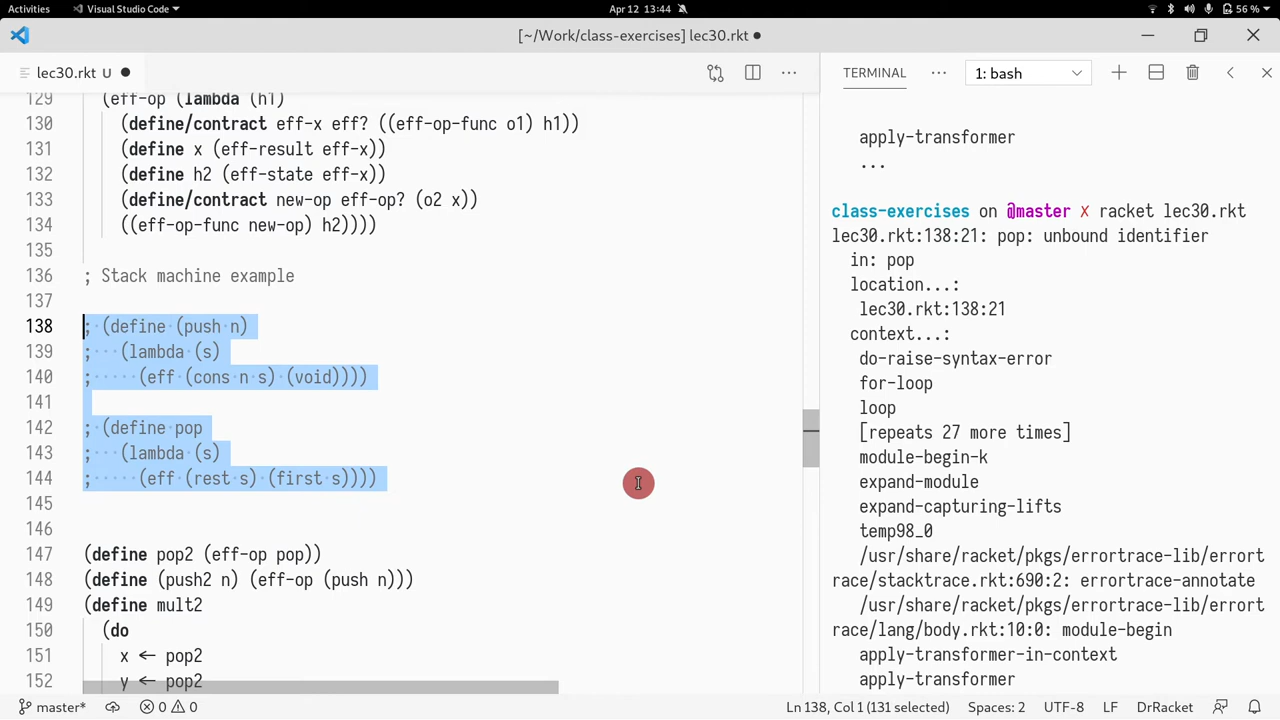 Activities Visual Studio Code Apr 12 13:44 56 %
[~/Work/class-exercises] lec30.rkt ●
lec30.rkt U ● TERMINAL ··· 1: bash
129 (eff-op (lambda (h1)
130 (define/contract eff-x eff? ((eff-op-func o1) h1))
131 (define x (eff-result eff-x))
132 (define h2 (eff-state eff-x))
133 (define/contract new-op eff-op? (o2 x))
134 ((eff-op-func new-op) h2))))
135
136 ; Stack machine example
137
138 ; (define (push n)
139 ;   (lambda (s)
140 ;     (eff (cons n s) (void))))
141
142 ; (define pop
143 ;   (lambda (s)
144 ;     (eff (rest s) (first s))))
145
146
147 (define pop2 (eff-op pop))
148 (define (push2 n) (eff-op (push n)))
149 (define mult2
150 (do
151 x ← pop2
152 y ← pop2
apply-transformer
...
class-exercises on @master X racket lec30.rkt
lec30.rkt:138:21: pop: unbound identifier
in: pop
location...:
lec30.rkt:138:21
context...:
do-raise-syntax-error
for-loop
loop
[repeats 27 more times]
module-begin-k
expand-module
expand-capturing-lifts
temp98_0
/usr/share/racket/pkgs/errortrace-lib/errort
race/stacktrace.rkt:690:2: errortrace-annotate
/usr/share/racket/pkgs/errortrace-lib/errort
race/lang/body.rkt:10:0: module-begin
apply-transformer-in-context
apply-transformer
master* 0 0 Ln 138, Col 1 (131 selected) Spaces: 2 UTF-8 LF DrRacket